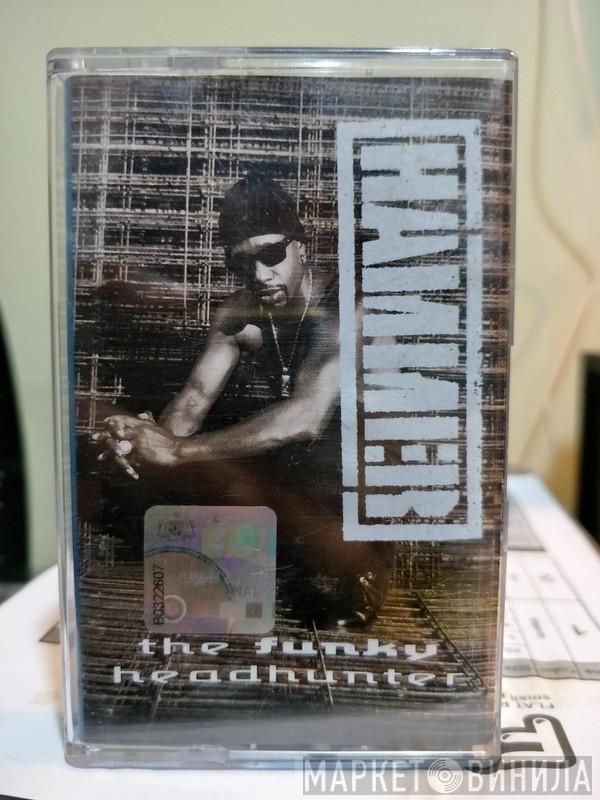 HAMMER
B0322607
the funky
headhunter
МАРКЕТ ВИНИЛА